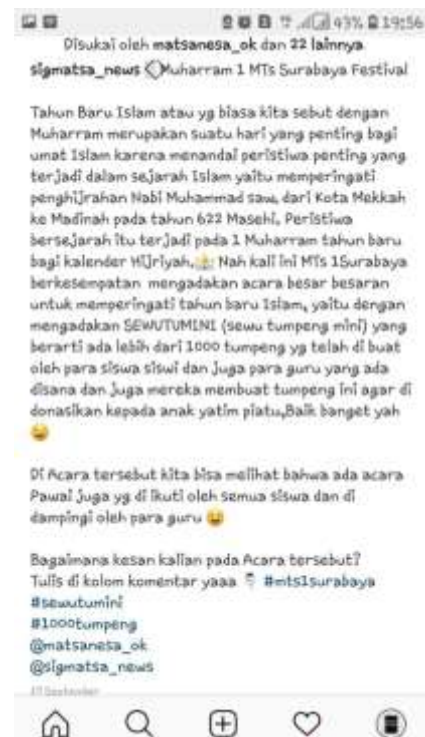 43% 19:56
Disukai oleh matsanesa_ok dan 22 lainnya
sigmatsa_news Muharram 1 MTs Surabaya Festival
Tahun Baru Islam atau yg biasa kita sebut dengan
Muharram merupakan suatu hari yang penting bagi
umat Islam karena menandai peristiwa penting yang
terjadi dalam sejarah Islam yaitu memperingati
penghijrahan Nabi Muhammad saw, dari Kota Mekkah
ke Madinah pada tahun 622 Masehi, Peristiwa
bersejarah itu terjadi pada 1 Muharram tahun baru
bagi kalender Hijriyah, Nah kali ini MTs 1Surabaya
berkesempatan mengadakan acara besar besaran
untuk memperingati tahun baru Islam, yaitu dengan
mengadakan SEWUTUMINI (sewu tumpeng mini) yang
berarti ada lebih dari 1000 tumpeng yg telah di buat
oleh para siswa siswi dan juga para guru yang ada
disana dan juga mereka membuat tumpeng ini agar di
donasikan kepada anak yatim piatu,Baik banget yah
😄
Di Acara tersebut kita bisa melihat bahwa ada acara
Pawai juga yg di ikuti oleh semua siswa dan di
dampingi oleh para guru 😄
Bagaimana kesan kalian pada Acara tersebut?
Tulis di kolom komentar yaaa 👇 #mts1surabaya
#sewutumini
#1000tumpeng
@matsanesa_ok
@sigmatsa_news
September